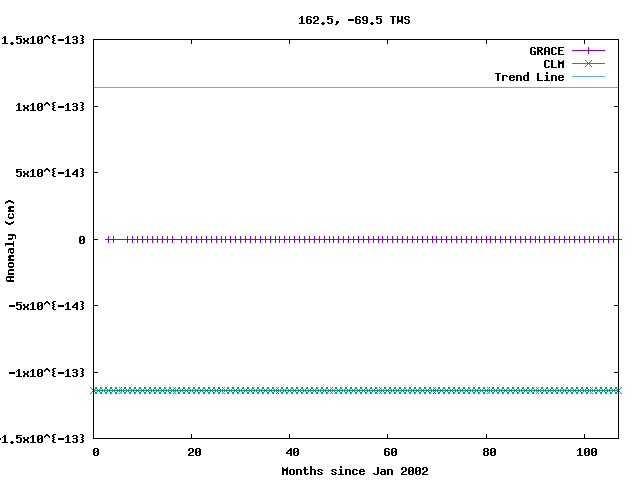 162.5, -69.5 TWS
1.5x10^{-13}
1x10^{-13}
5x10^{-14}
0
-5x10^{-14}
-1x10^{-13}
-1.5x10^{-13}
Anomaly (cm)
GRACE
CLM
Trend Line
0 20 40 60 80 100
Months since Jan 2002